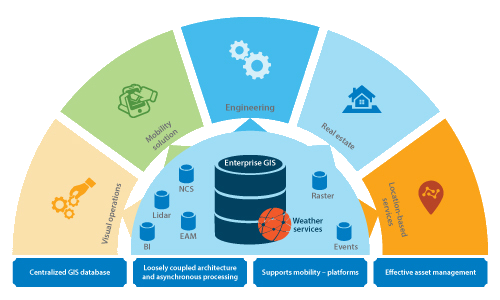 Engineering
Mobility
solution
Real estate
Visual operations
Location-based
services
Enterprise GIS
NCS
Raster
Lidar
EAM
Weather
services
BI
Events
Centralized GIS database
Loosely coupled architecture
and asynchronous processing
Supports mobility – platforms
Effective asset management